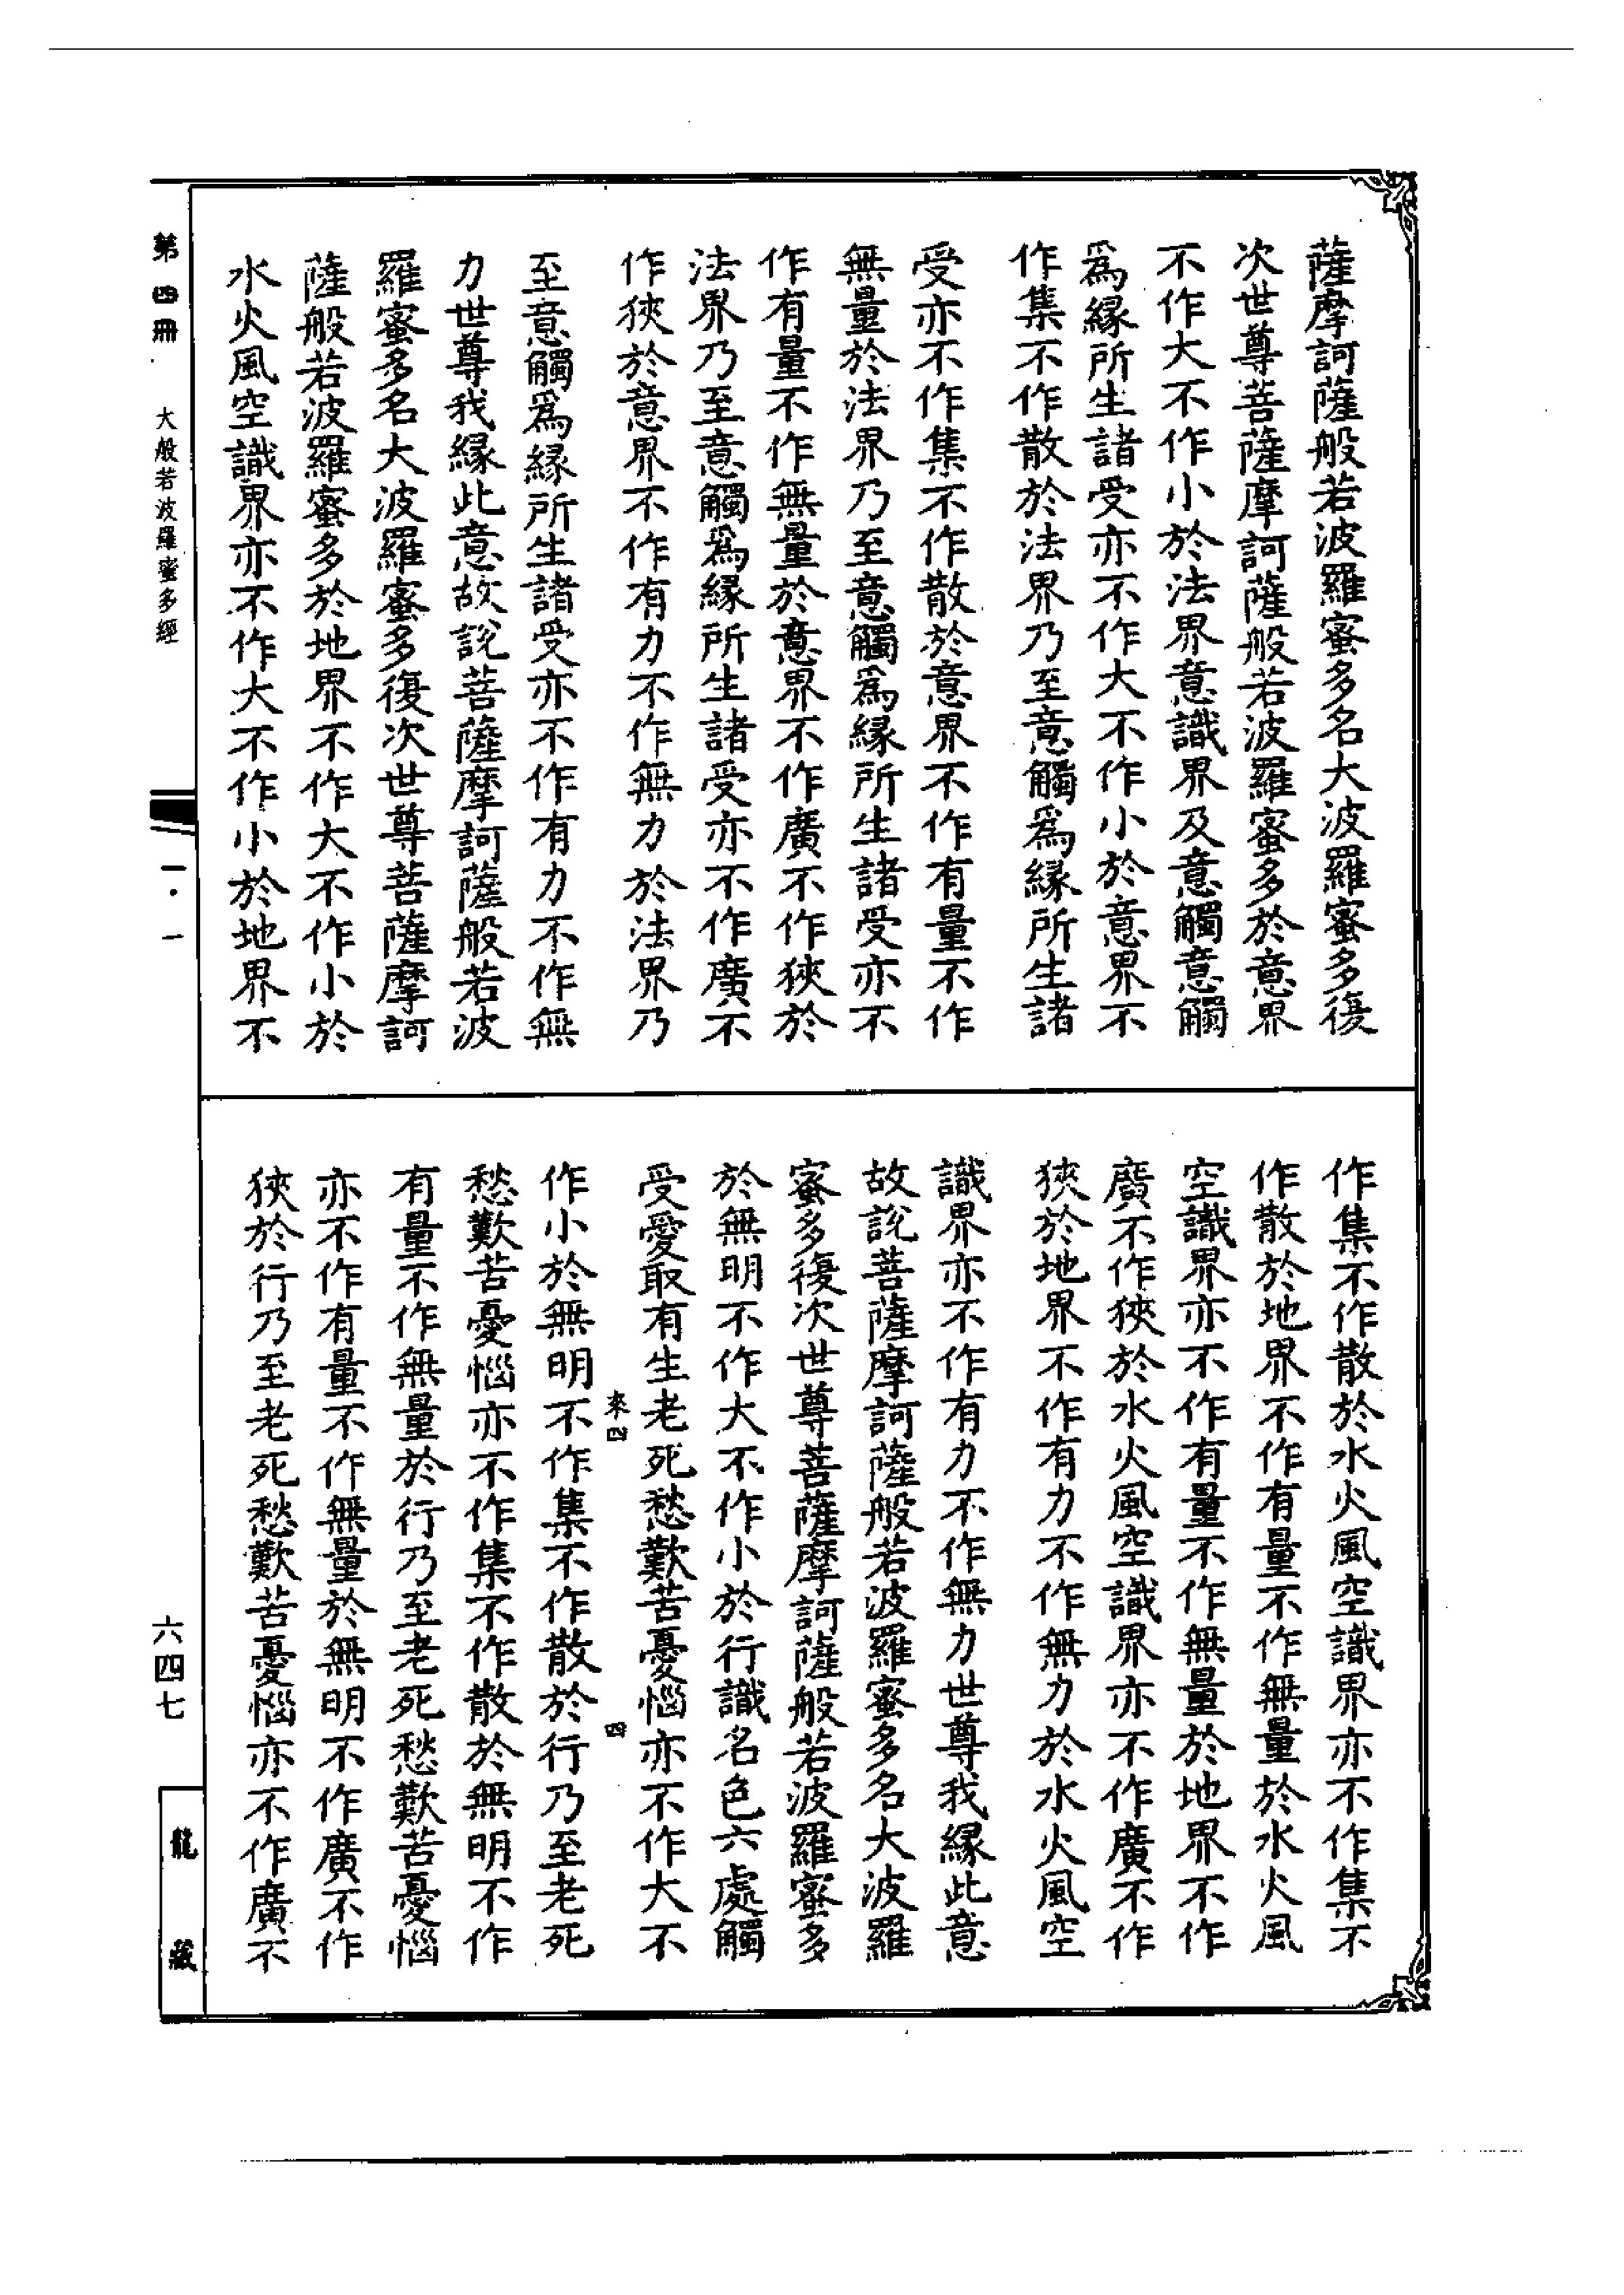 薩摩訶薩般若波羅蜜多名大波羅蜜多復
次世尊菩薩摩訶薩般若波羅蜜多於意界
不作大不作小於法界意識界及意觸意觸
爲緣所生諸受亦不作大不作小於意界不
作集不作散於法界乃至意觸爲緣所生諸
受亦不作集不作散於意界不作有量不作
無量於法界乃至意觸爲緣所生諸受亦不
作有量不作無量於意界不作廣不作狹於
法界乃至意觸爲緣所生諸受亦不作廣不
作狹於意界不作有力不作無力於法界乃
至意觸爲緣所生諸受亦不作有力不作無
力世尊我緣此意故說菩薩摩訶薩般若波
羅蜜多名大波羅蜜多復次世尊菩薩摩訶
薩般若波羅蜜多於地界不作大不作小於
水火風空識界亦不作大不作小於地界不
作集不作散於水火風空識界亦不作集不
作散於地界不作有量不作無量於水火風
空識界亦不作有量不作無量於地界不作
廣不作狹於水火風空識界亦不作廣不作
狹於地界不作有力不作無力於水火風空
識界亦不作有力不作無力世尊我緣此意
故說菩薩摩訶薩般若波羅蜜多名大波羅
蜜多復次世尊菩薩摩訶薩般若波羅蜜多
於無明不作大不作小於行識名色六處觸
受愛取有生老死愁歎苦憂惱亦不作大不
來四 四
作小於無明不作集不作散於行乃至老死
愁歎苦憂惱亦不作集不作散於無明不作
有量不作無量於行乃至老死愁歎苦憂惱
亦不作有量不作無量於無明不作廣不作
狹於行乃至老死愁歎苦憂惱亦不作廣不
第四冊 大般若波羅蜜多經 一·一 六四七
龍藏